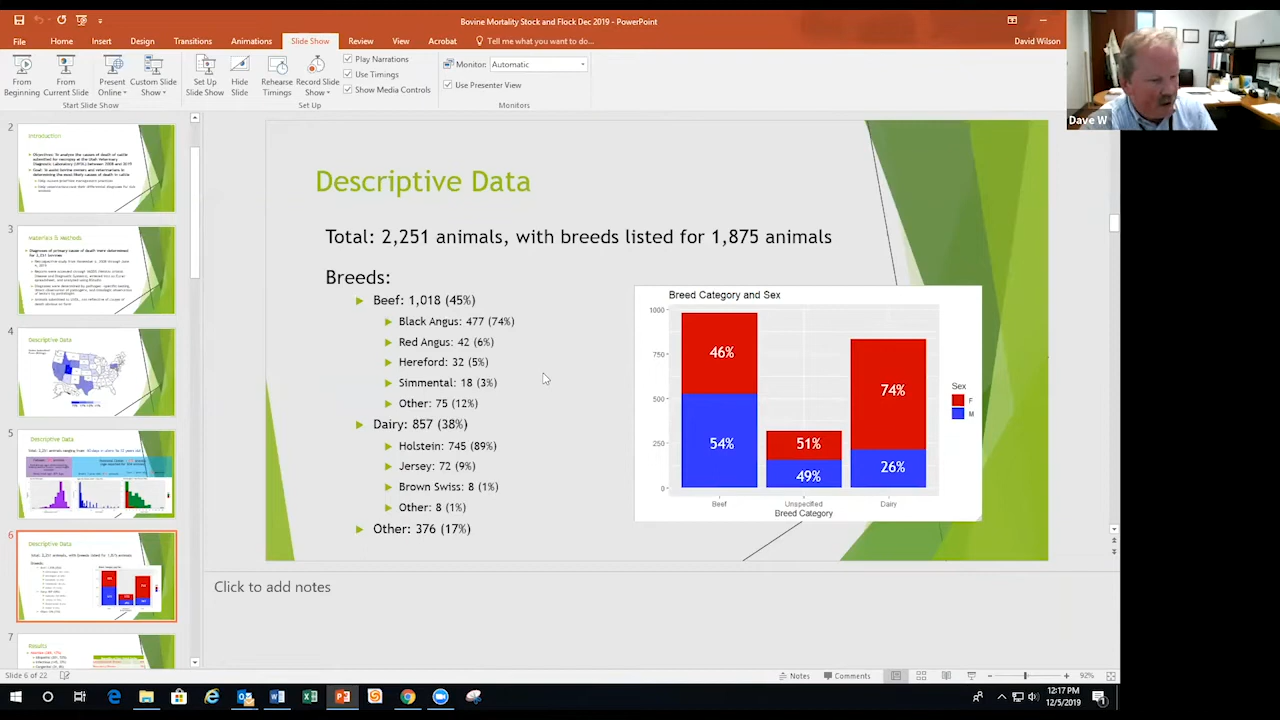 Bovine Mortality Stock and Flock Dec 2019 - PowerPoint
File Home Insert Design Transitions Animations Slide Show Review View Acrobat Tell me what you want to do...
David Wilson
From Beginning
From Current Slide
Present Online
Custom Slide Show
Start Slide Show
Set Up Slide Show
Hide Slide
Rehearse Timings
Record Slide Show
Play Narrations
Use Timings
Show Media Controls
Set Up
Monitor: Automatic
Use Presenter View
Monitors
Dave W
2
Introduction
3
Materials & Methods
4
Descriptive Data
5
Descriptive Data
6
Descriptive Data
7
Results
Descriptive Data
Total: 2,251 animals, with breeds listed for 1,875 animals
Breeds:
Beef: 1,018 (45%)
Black Angus: 477 (74%)
Red Angus: 42 (6%)
Hereford: 32 (5%)
Simmental: 18 (3%)
Other: 75 (12%)
Dairy: 857 (38%)
Holstein: 745 (89%)
Jersey: 72 (9%)
Brown Swiss: 8 (1%)
Other: 8 (1%)
Other: 376 (17%)
Breed Category and Sex
1000
750
500
250
0
46%
54%
51%
49%
74%
26%
Beef Unspecified Dairy
Breed Category
Sex
F
M
Click to add notes
Slide 6 of 22
Notes Comments
92%
12:17 PM
12/5/2019